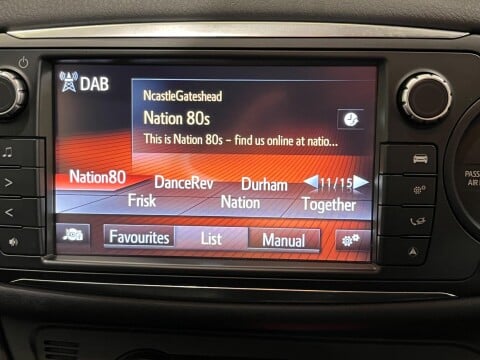 DAB
NcastleGateshead
Nation 80s
This is Nation 80s – find us online at natio...
Nation80 DanceRev Durham 11/15
Frisk Nation Together
Favourites List Manual
PASS
AIR